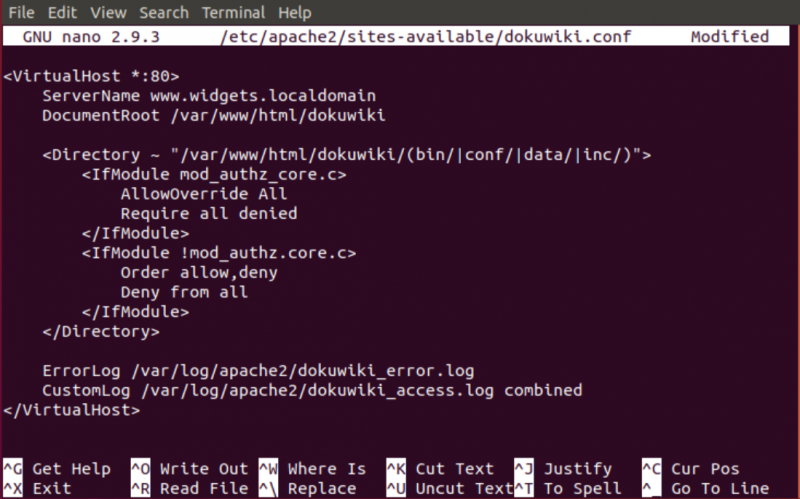 File Edit View Search Terminal Help
GNU nano 2.9.3 /etc/apache2/sites-available/dokuwiki.conf Modified
<VirtualHost *:80>
    ServerName www.widgets.localdomain
    DocumentRoot /var/www/html/dokuwiki
    <Directory ~ "/var/www/html/dokuwiki/(bin/|conf/|data/|inc/)">
        <IfModule mod_authz_core.c>
            AllowOverride All
            Require all denied
        </IfModule>
        <IfModule !mod_authz.core.c>
            Order allow,deny
            Deny from all
        </IfModule>
    </Directory>
    ErrorLog /var/log/apache2/dokuwiki_error.log
    CustomLog /var/log/apache2/dokuwiki_access.log combined
</VirtualHost>
^G Get Help ^O Write Out ^W Where Is ^K Cut Text ^J Justify ^C Cur Pos
^X Exit ^R Read File ^\ Replace ^U Uncut Text ^T To Spell ^_ Go To Line